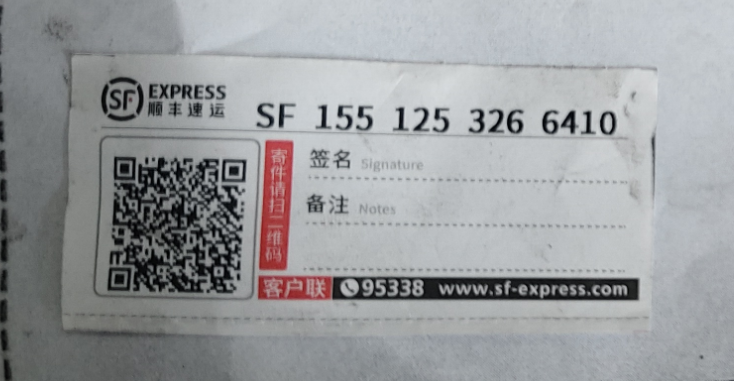 SF EXPRESS
顺丰速运
SF 155 125 326 6410
寄件请扫二维码
签名 Signature
备注 Notes
客户联 95338 www.sf-express.com